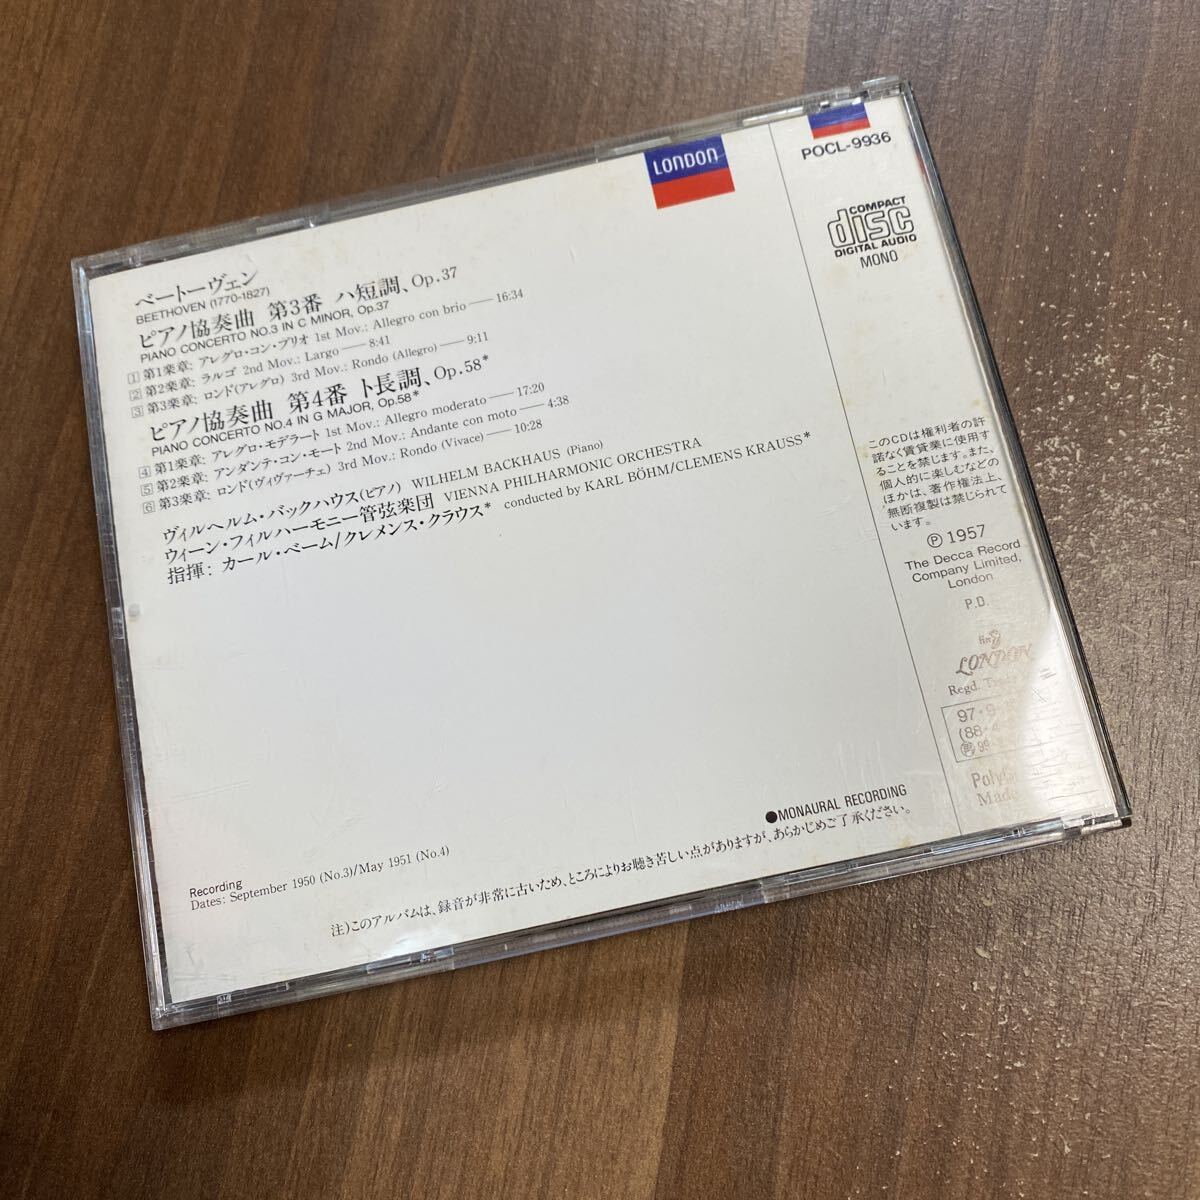 LONDON
ベートーヴェン
BEETHOVEN (1770-1827)
ピアノ協奏曲 第3番 ハ短調、Op.37
PIANO CONCERTO NO.3 IN C MINOR, Op.37
1 第1楽章: アレグロ・コン・ブリオ 1st Mov.: Allegro con brio — 16:34
2 第2楽章: ラルゴ 2nd Mov.: Largo — 8:41
3 第3楽章: ロンド(アレグロ) 3rd Mov.: Rondo (Allegro) — 9:11
ピアノ協奏曲 第4番 ト長調、Op.58*
PIANO CONCERTO NO.4 IN G MAJOR, Op.58*
4 第1楽章: アレグロ・モデラート 1st Mov.: Allegro moderato — 17:20
5 第2楽章: アンダンテ・コン・モート 2nd Mov.: Andante con moto — 4:38
6 第3楽章: ロンド(ヴィヴァーチェ) 3rd Mov.: Rondo (Vivace) — 10:28
ヴィルヘルム・バックハウス(ピアノ) WILHELM BACKHAUS (Piano)
ウィーン・フィルハーモニー管弦楽団 VIENNA PHILHARMONIC ORCHESTRA
指揮: カール・ベーム/クレメンス・クラウス* conducted by KARL BÖHM/CLEMENS KRAUSS*
Recording
Dates: September 1950 (No.3)/May 1951 (No.4)
●MONAURAL RECORDING
注)このアルバムは、録音が非常に古いため、ところによりお聴き苦しい点がありますが、あらかじめご了承ください。
POCL-9936
COMPACT
disc
DIGITAL AUDIO
MONO
このCDは権利者の許
諾なく賃貸業に使用す
ることを禁じます。また、
個人的に楽しむなどの
ほかは、著作権法上、
無断複製は禁じられて
います。
Ⓟ 1957
The Decca Record
Company Limited,
London
P.D.
ffrr
LONDON
Regd.
97・9
(88・4
PolyG
Made